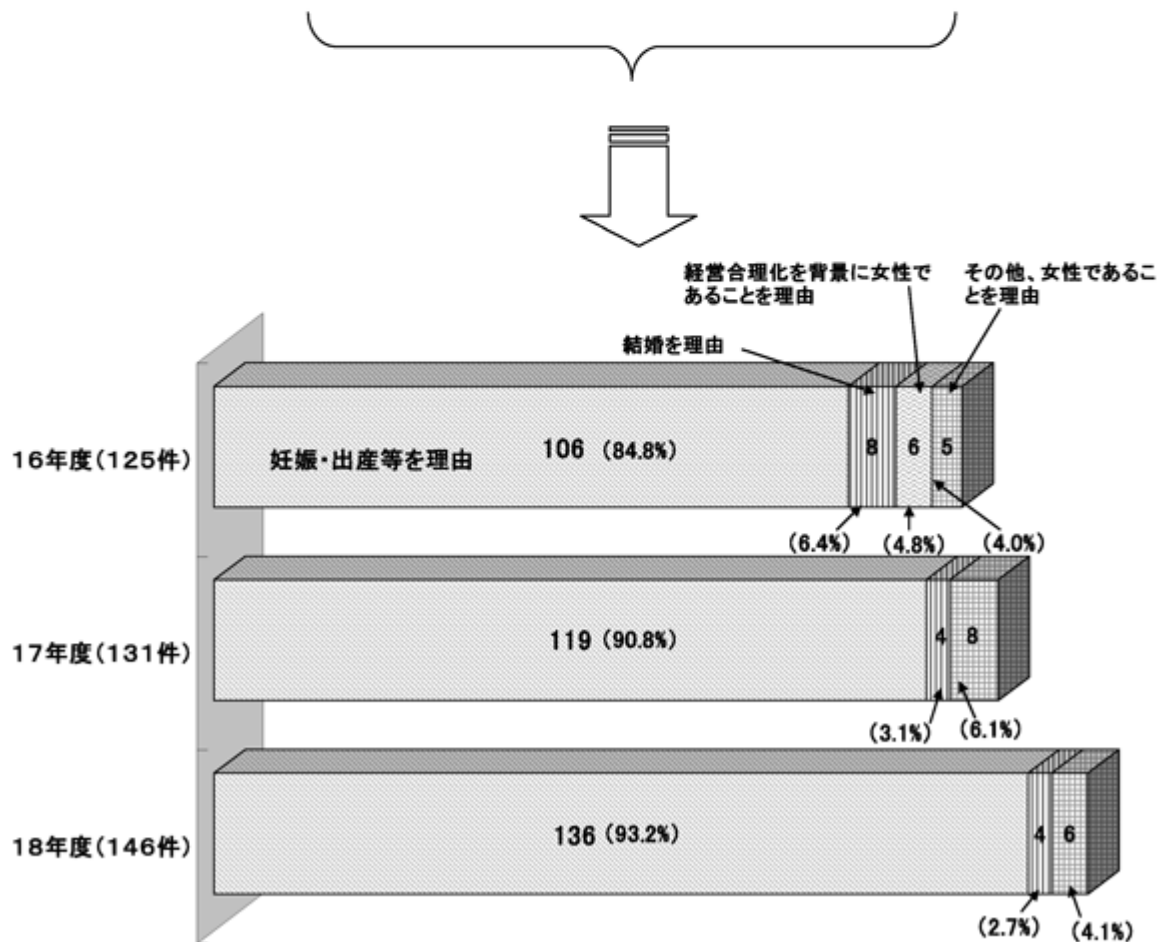 経営合理化を背景に女性で
あることを理由
その他、女性であるこ
とを理由
結婚を理由
16年度(125件)
妊娠・出産等を理由
106 (84.8%)
8
6
5
(6.4%)
(4.8%)
(4.0%)
17年度(131件)
119 (90.8%)
4
8
(3.1%)
(6.1%)
18年度(146件)
136 (93.2%)
4
6
(2.7%)
(4.1%)